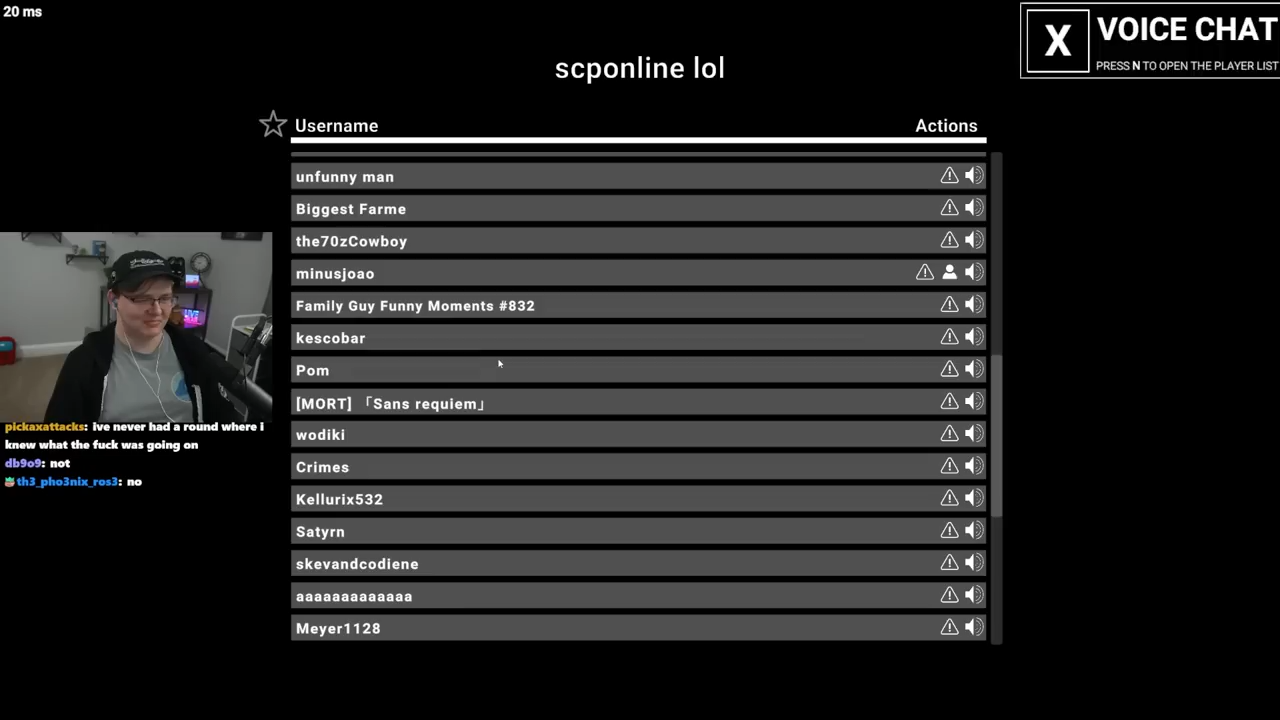 20 ms
X
VOICE CHAT
PRESS N TO OPEN THE PLAYER LIST
scponline lol
Username
Actions
unfunny man
Biggest Farme
the70zCowboy
minusjoao
Family Guy Funny Moments #832
kescobar
Pom
[MORT] 「Sans requiem」
wodiki
Crimes
Kellurix532
Satyrn
skevandcodiene
aaaaaaaaaaaaa
Meyer1128
pickaxattacks: ive never had a round where i
knew what the fuck was going on
db9o9: not
th3_pho3nix_ros3: no